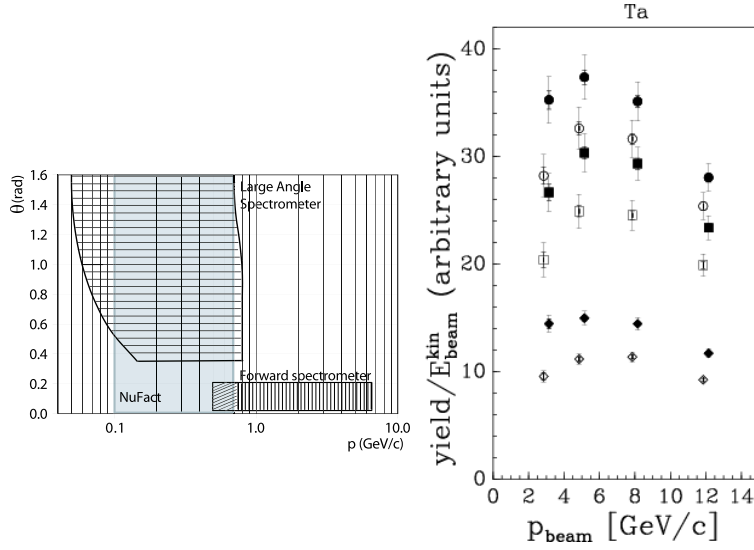 1.6
1.4
1.2
1.0
0.8
0.6
0.4
0.2
0.0
θ(rad)
Large Angle
Spectrometer
Forward spectrometer
NuFact
0.1
1.0
10.0
p (GeV/c)
Ta
40
30
20
10
0
yield/E^kin_beam (arbitrary units)
0 2 4 6 8 10 12 14
p_beam [GeV/c]